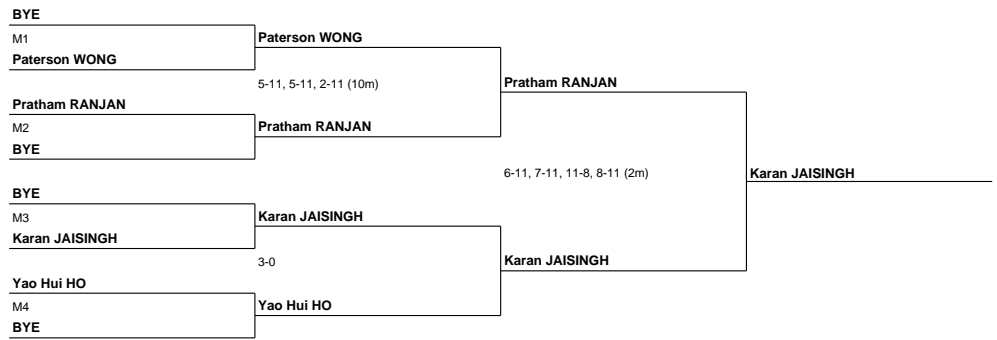 BYE
M1
Paterson WONG
Paterson WONG
5-11, 5-11, 2-11 (10m)
Pratham RANJAN
M2
BYE
Pratham RANJAN
Pratham RANJAN
6-11, 7-11, 11-8, 8-11 (2m)
BYE
M3
Karan JAISINGH
Karan JAISINGH
3-0
Yao Hui HO
M4
BYE
Yao Hui HO
Karan JAISINGH
Karan JAISINGH